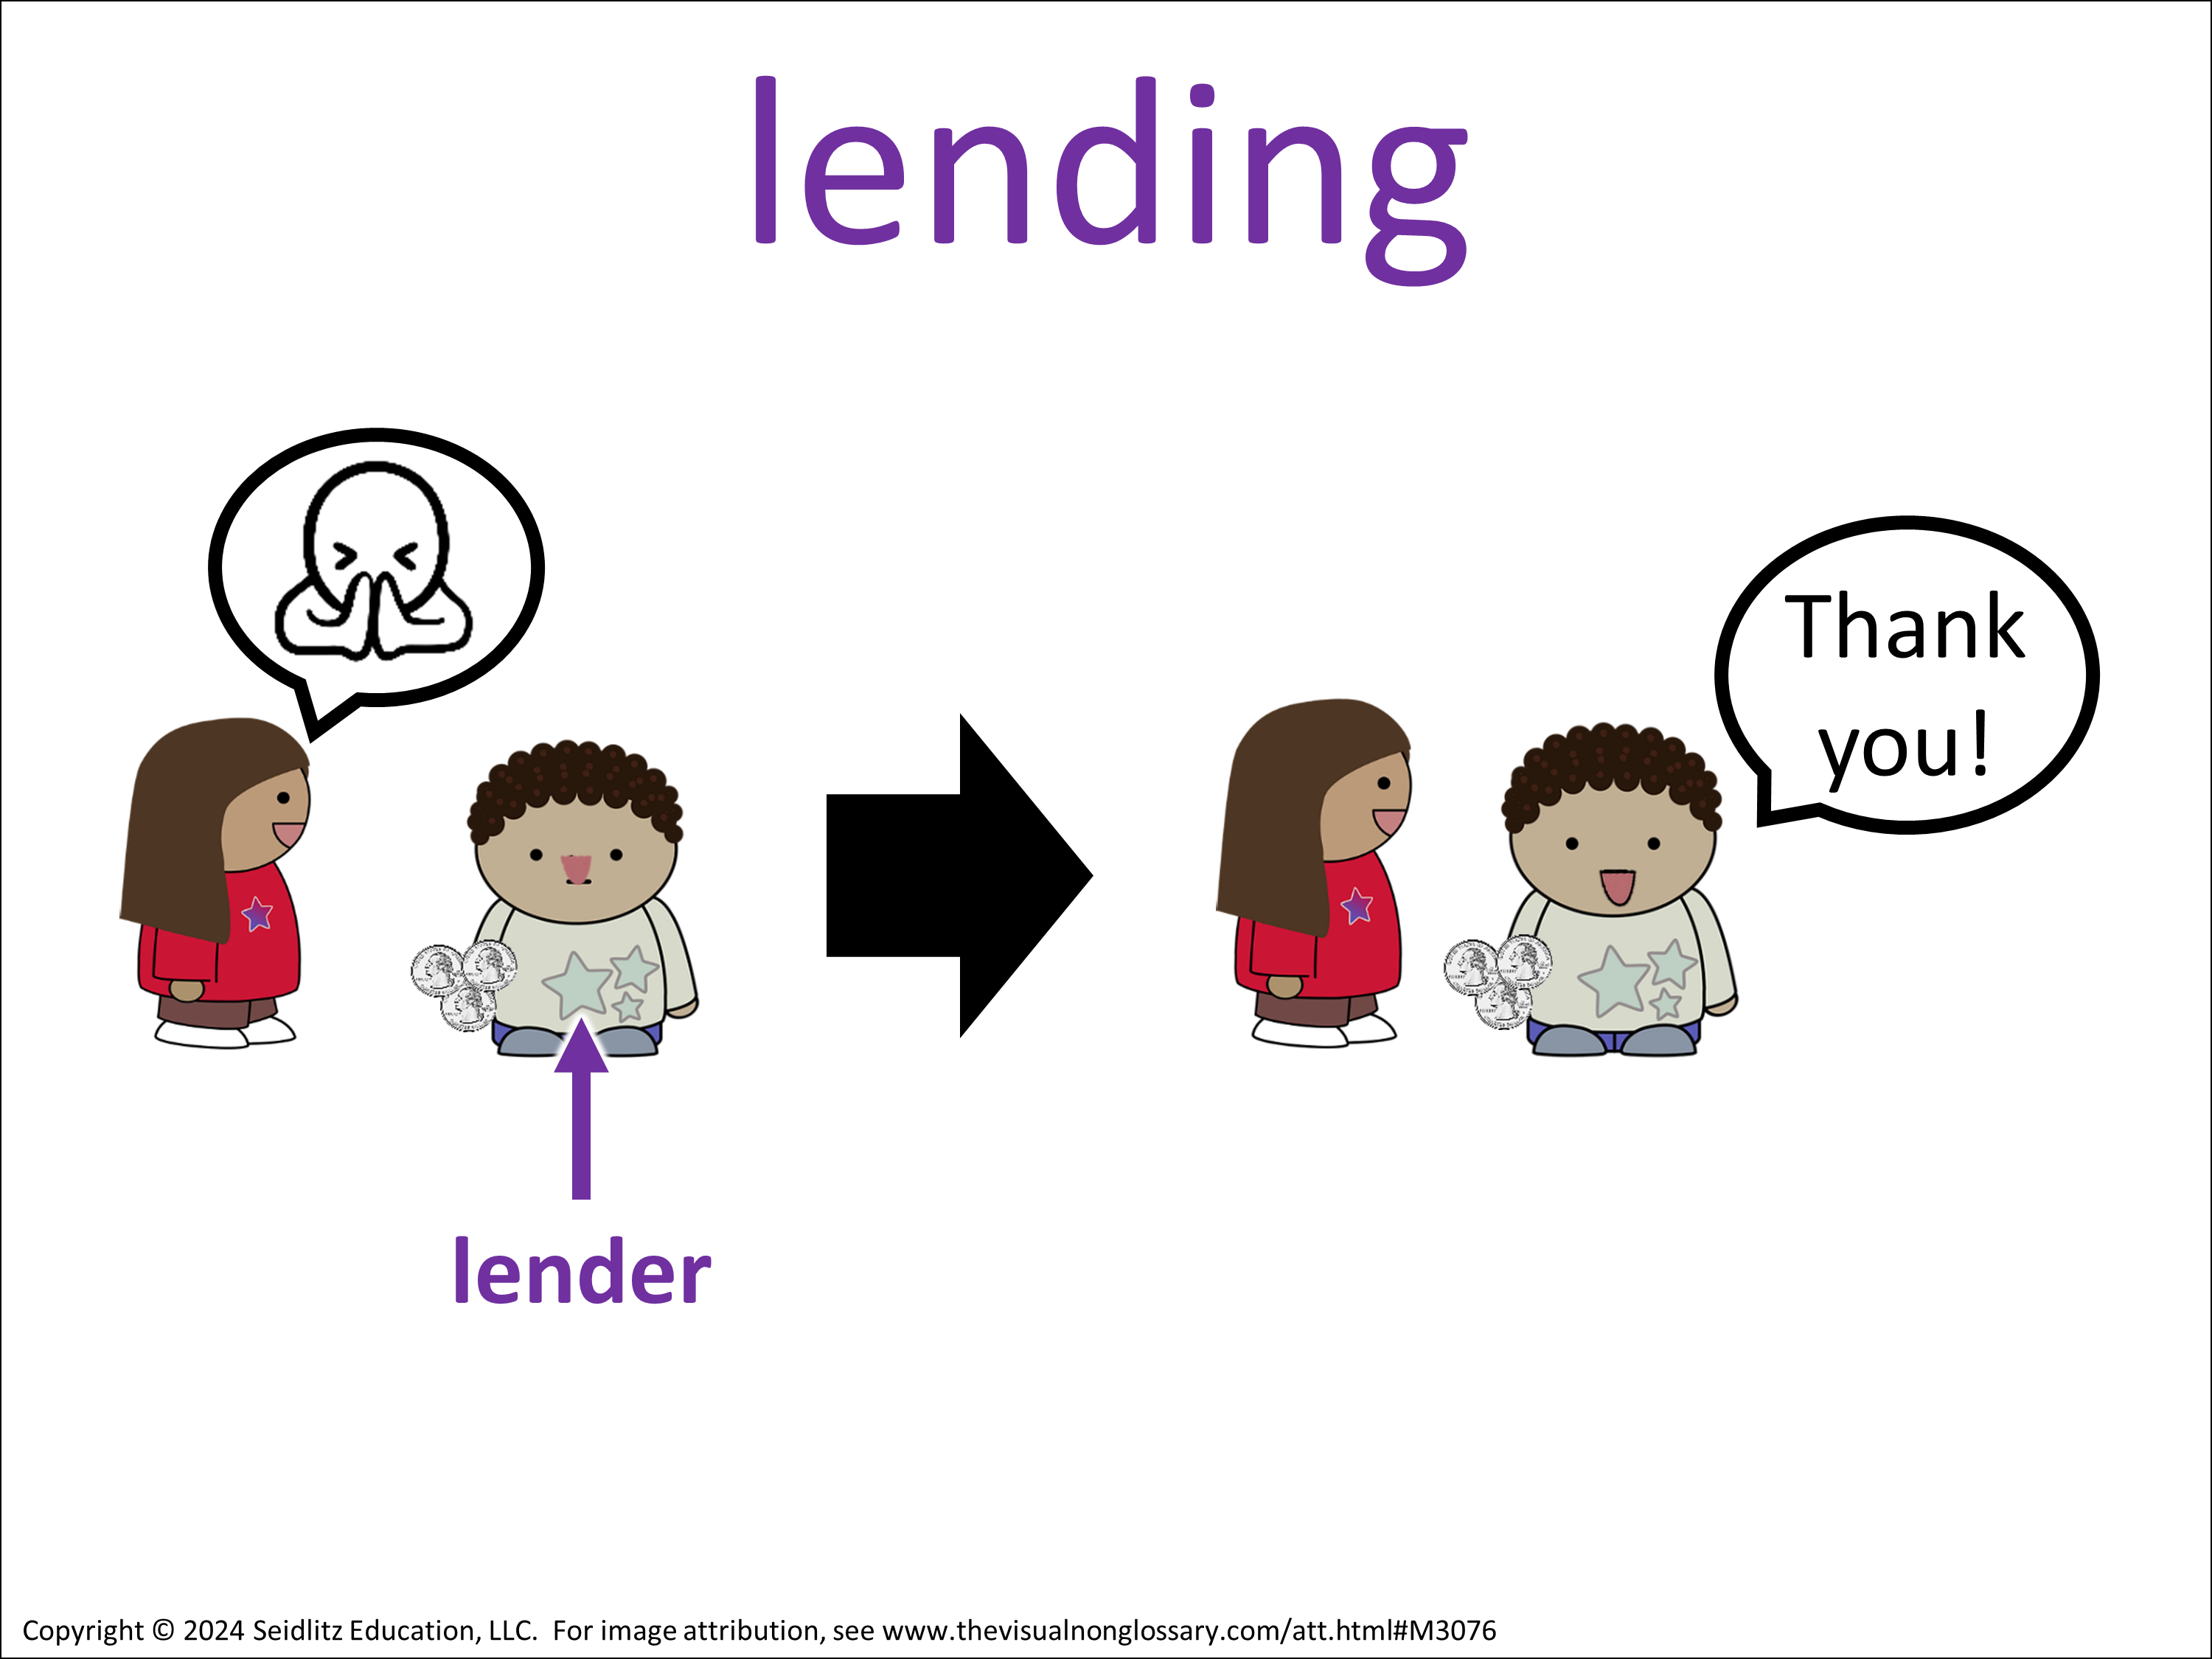 lending
Thank
you!
lender
Copyright © 2024 Seidlitz Education, LLC.  For image attribution, see www.thevisualnonglossary.com/att.html#M3076